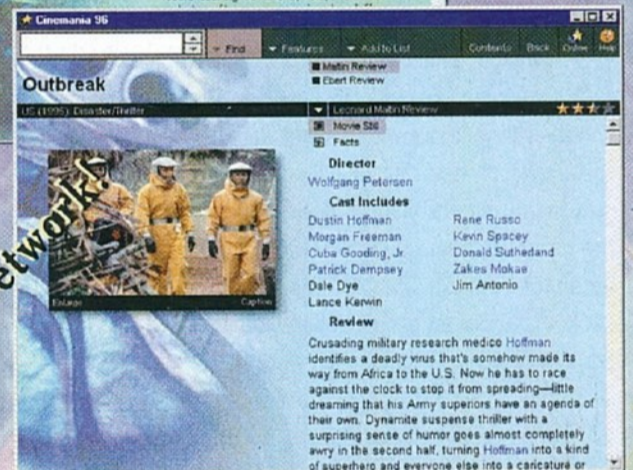 Cinemania 96
Find
Features
Add to List
Contents
Back
Online
Help
Outbreak
Maltin Review
Ebert Review
US (1995): Disaster/Thriller
Leonard Maltin Review
Movie Still
Facts
Director
Wolfgang Petersen
Cast Includes
Dustin Hoffman Rene Russo
Morgan Freeman Kevin Spacey
Cuba Gooding, Jr. Donald Sutherland
Patrick Dempsey Zakes Mokae
Dale Dye Jim Antonio
Lance Kerwin
Enlarge
Caption
Review
Crusading military research medico Hoffman
identifies a deadly virus that's somehow made its
way from Africa to the U.S. Now he has to race
against the clock to stop it from spreading—little
dreaming that his Army superiors have an agenda of
their own. Dynamite suspense thriller with a
surprising sense of humor goes almost completely
awry in the second half, turning Hoffman into a kind
of superhero and everyone else into a caricature or
etwork!